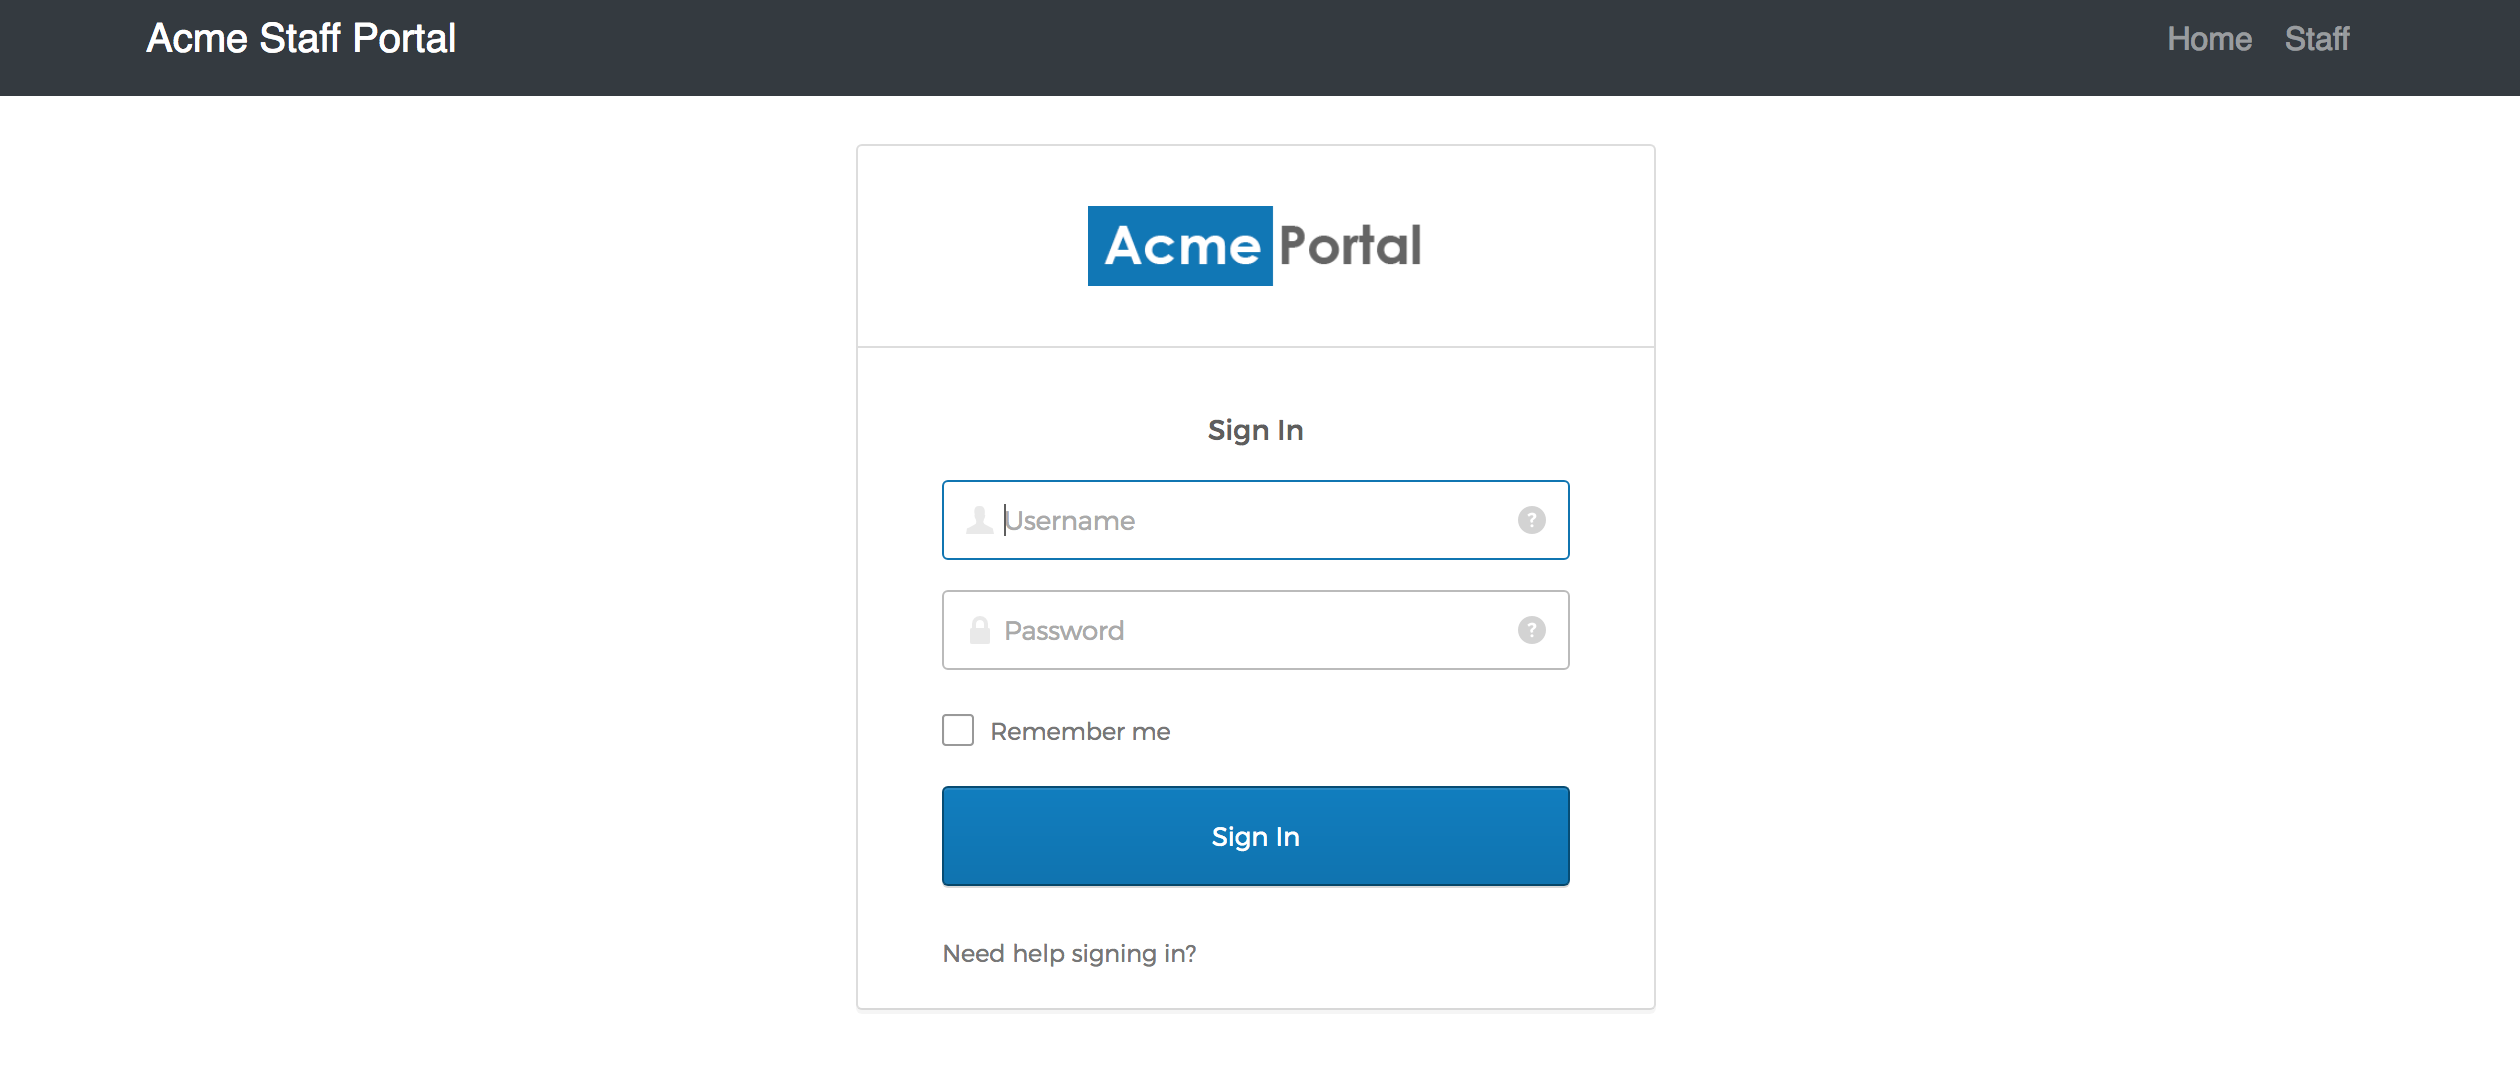 Acme Staff Portal
Home Staff
Acme Portal
Sign In
Username ?
Password ?
Remember me
Sign In
Need help signing in?